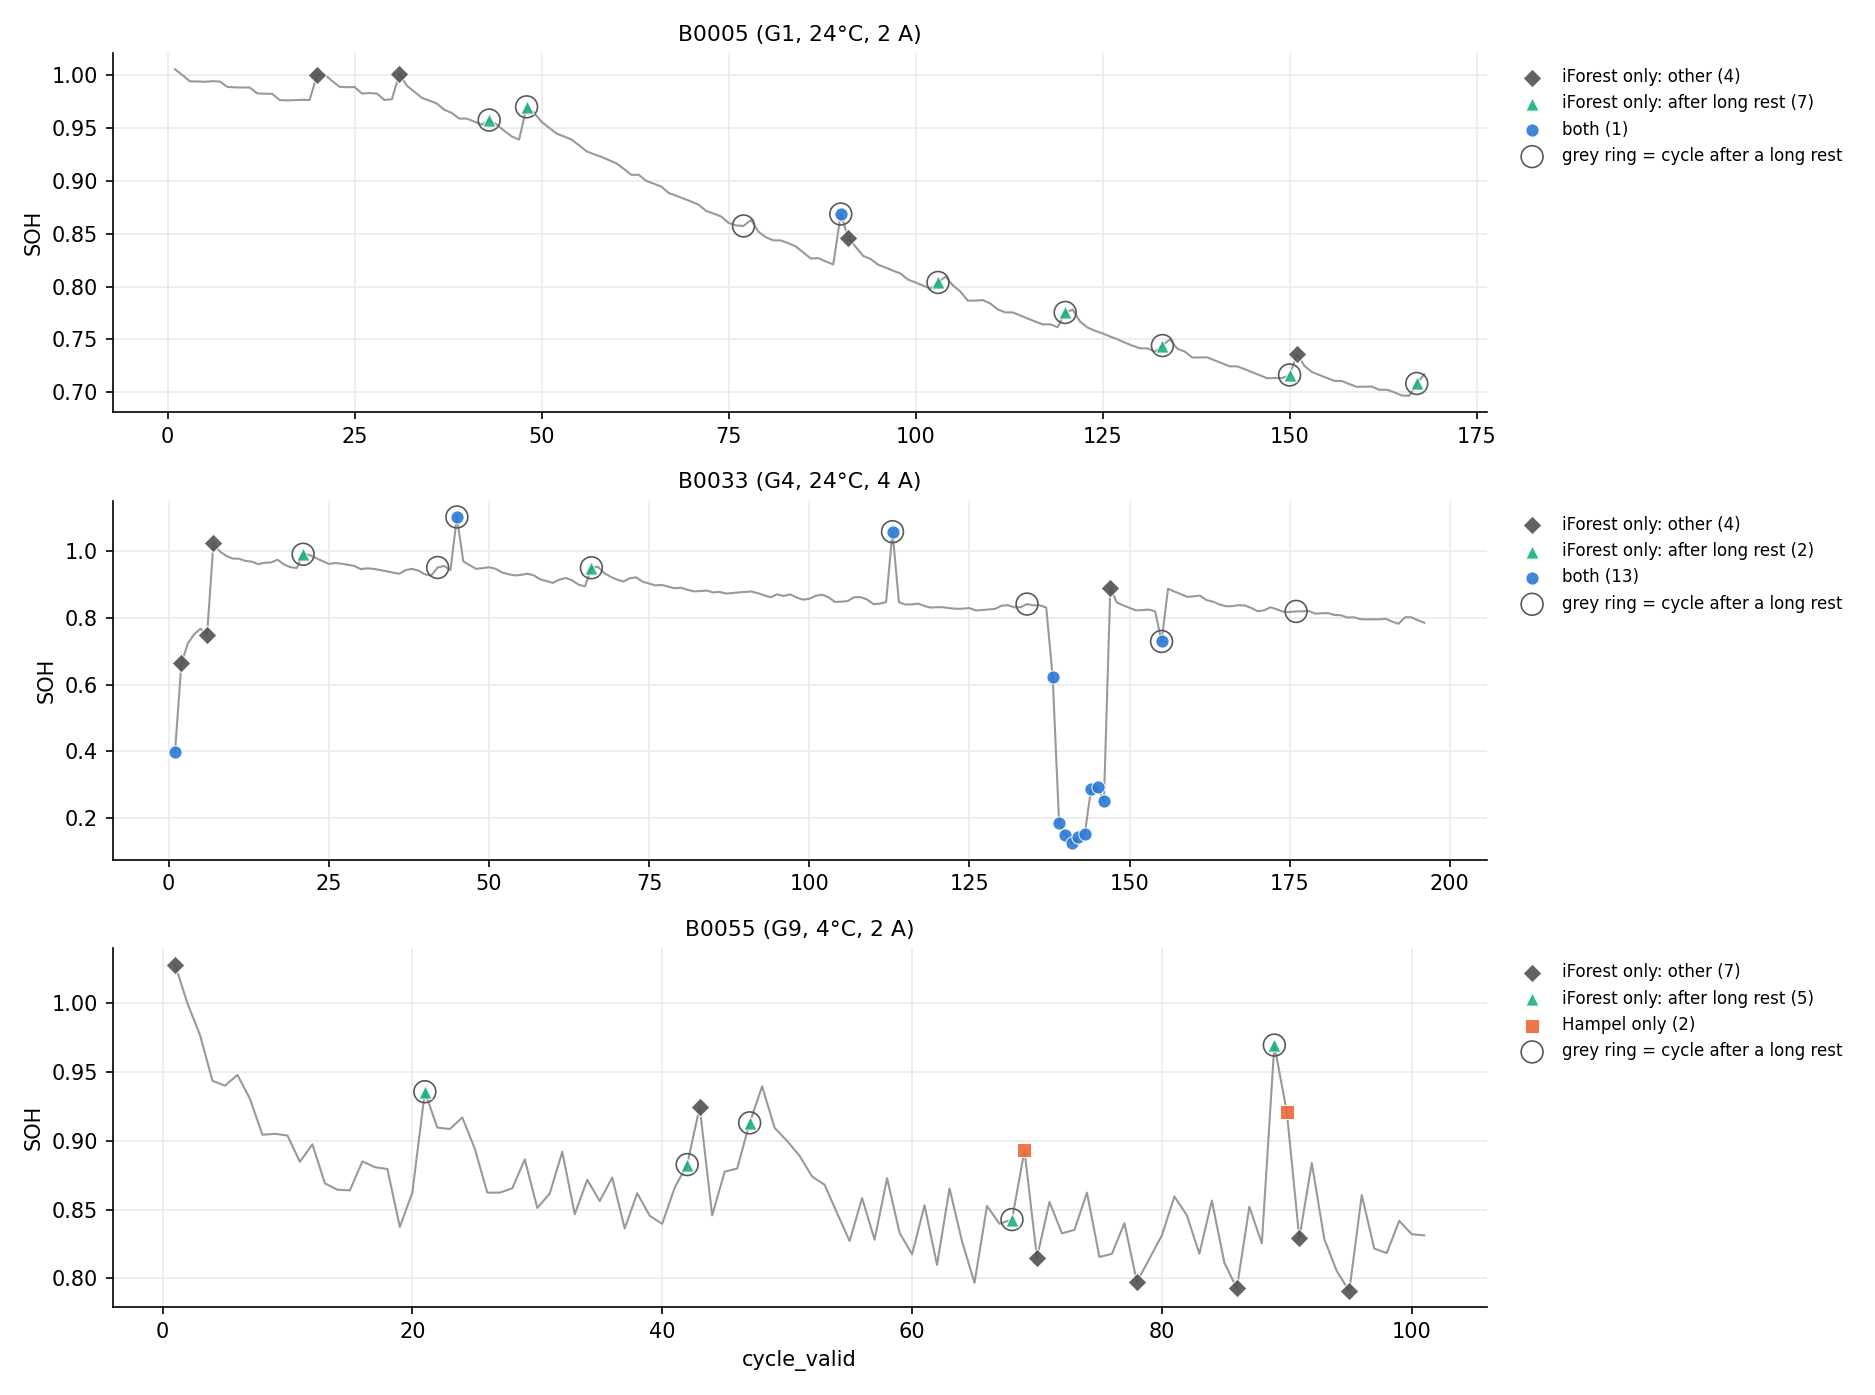 B0005 (G1, 24°C, 2 A)
1.00
0.95
0.90
0.85
0.80
0.75
0.70
SOH
0
25
50
75
100
125
150
175
iForest only: other (4)
iForest only: after long rest (7)
both (1)
grey ring = cycle after a long rest
B0033 (G4, 24°C, 4 A)
1.0
0.8
0.6
0.4
0.2
SOH
0
25
50
75
100
125
150
175
200
iForest only: other (4)
iForest only: after long rest (2)
both (13)
grey ring = cycle after a long rest
B0055 (G9, 4°C, 2 A)
1.00
0.95
0.90
0.85
0.80
SOH
0
20
40
60
80
100
cycle_valid
iForest only: other (7)
iForest only: after long rest (5)
Hampel only (2)
grey ring = cycle after a long rest